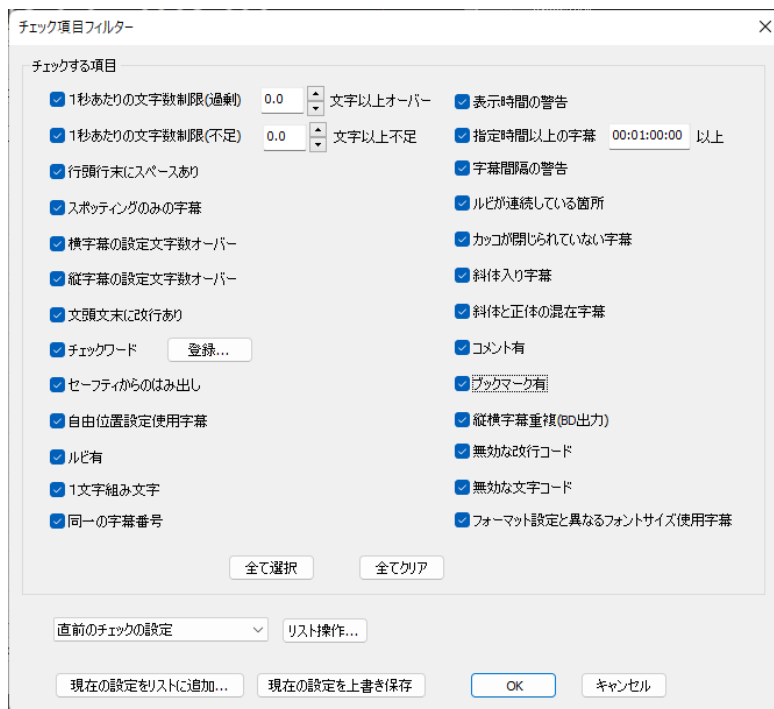 チェック項目フィルター
チェックする項目
1秒あたりの文字数制限(過剰) 0.0 文字以上オーバー
1秒あたりの文字数制限(不足) 0.0 文字以上不足
行頭行末にスペースあり
スポッティングのみの字幕
横字幕の設定文字数オーバー
縦字幕の設定文字数オーバー
文頭文末に改行あり
チェックワード 登録...
セーフティからのはみ出し
自由位置設定使用字幕
ルビ有
1文字組み文字
同一の字幕番号
表示時間の警告
指定時間以上の字幕 00:01:00:00 以上
字幕間隔の警告
ルビが連続している箇所
カッコが閉じられていない字幕
斜体入り字幕
斜体と正体の混在字幕
コメント有
ブックマーク有
縦横字幕重複(BD出力)
無効な改行コード
無効な文字コード
フォーマット設定と異なるフォントサイズ使用字幕
全て選択 全てクリア
直前のチェックの設定 リスト操作...
現在の設定をリストに追加... 現在の設定を上書き保存 OK キャンセル